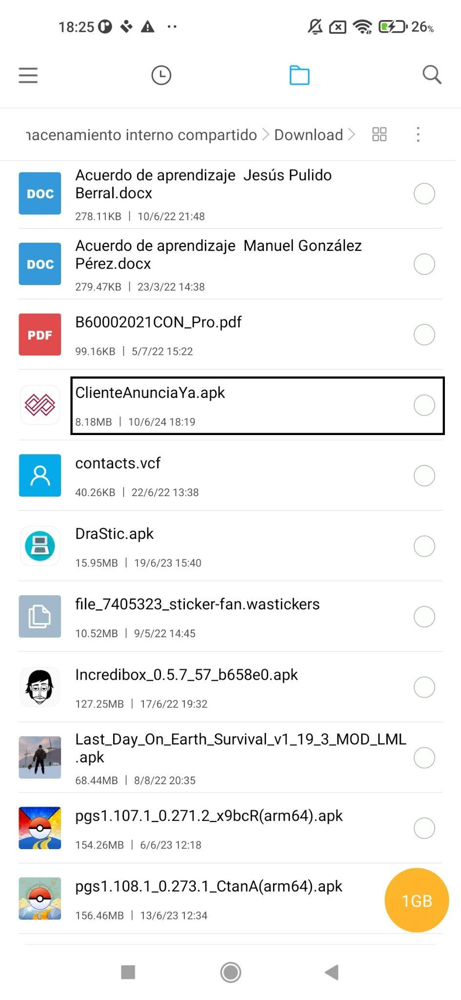 18:25
26%
nacenamiento interno compartido
Download
DOC
Acuerdo de aprendizaje  Jesús Pulido
Berral.docx
278.11KB | 10/6/22 21:48
DOC
Acuerdo de aprendizaje  Manuel González
Pérez.docx
279.47KB | 23/3/22 14:38
PDF
B60002021CON_Pro.pdf
99.16KB | 5/7/22 15:22
ClienteAnunciaYa.apk
8.18MB | 10/6/24 18:19
contacts.vcf
40.26KB | 22/6/22 13:38
DraStic.apk
15.95MB | 19/6/23 15:40
file_7405323_sticker-fan.wastickers
10.52MB | 9/5/22 14:45
Incredibox_0.5.7_57_b658e0.apk
127.25MB | 17/6/22 19:32
Last_Day_On_Earth_Survival_v1_19_3_MOD_LML
.apk
68.44MB | 8/8/22 20:35
pgs1.107.1_0.271.2_x9bcR(arm64).apk
154.26MB | 6/6/23 12:18
pgs1.108.1_0.273.1_CtanA(arm64).apk
156.46MB | 13/6/23 12:34
1GB